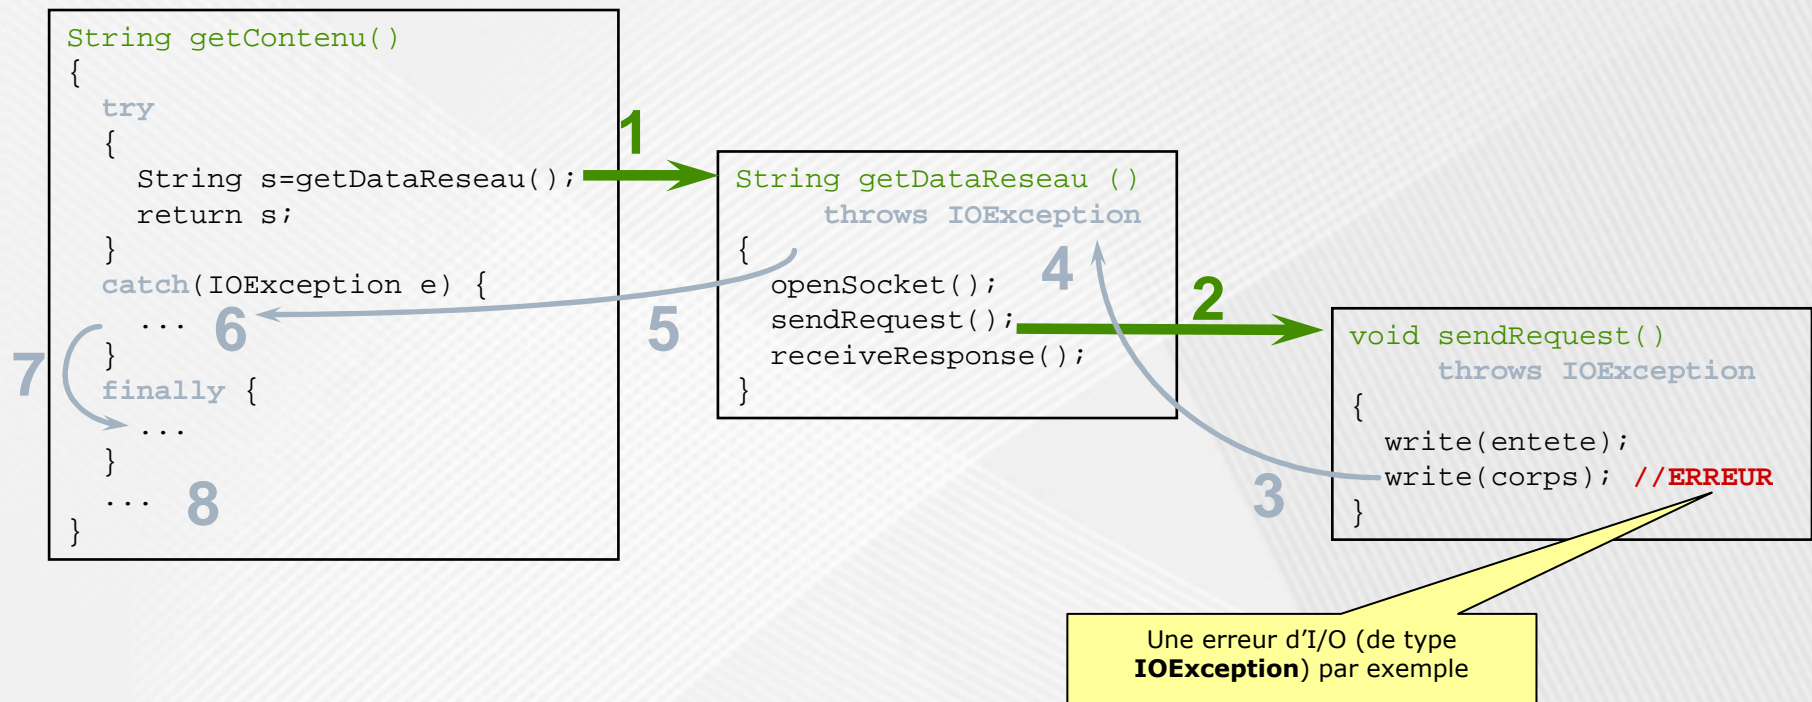 String getContenu()
{
try
{
String s=getDataReseau();
return s;
}
catch(IOException e) {
...
}
finally {
...
}
...
}
1
String getDataReseau ()
throws IOException
{
openSocket();
sendRequest();
receiveResponse();
}
2
void sendRequest()
throws IOException
{
write(entete);
write(corps); //ERREUR
}
3
4
5
6
7
8
Une erreur d’I/O (de type
IOException) par exemple